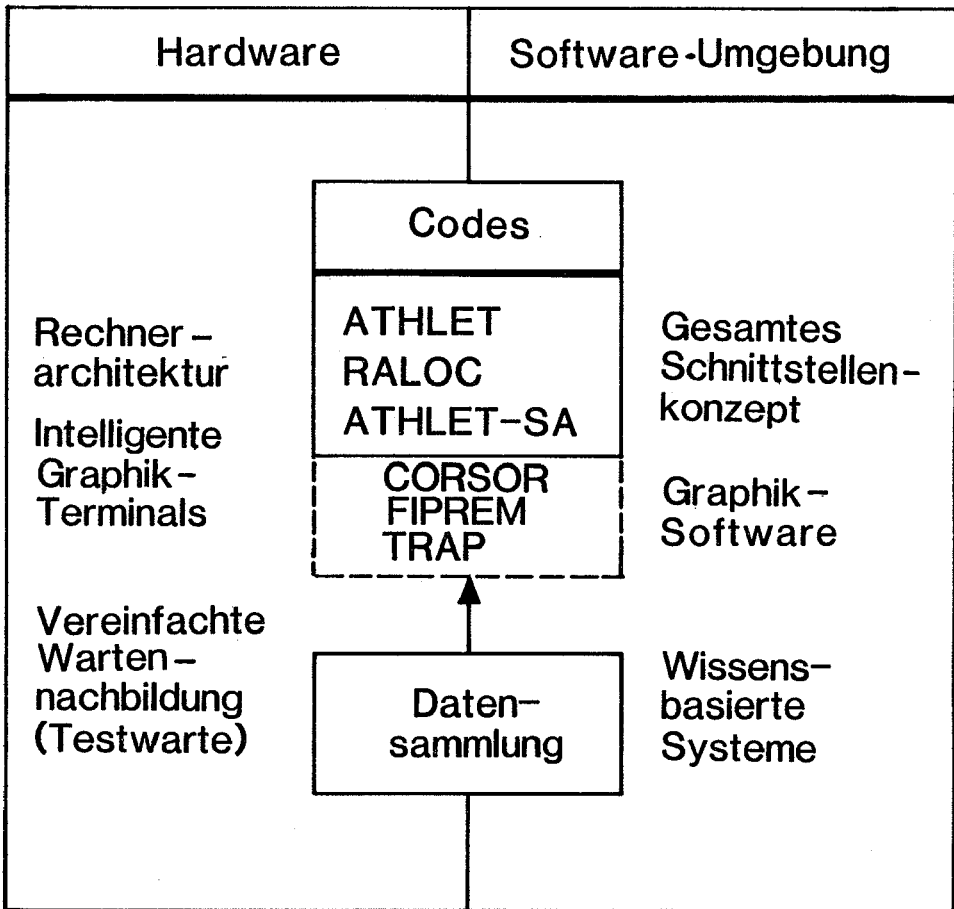 Hardware
Software-Umgebung
Codes
ATHLET
RALOC
ATHLET-SA
CORSOR
FIPREM
TRAP
Daten-
sammlung
Rechner-
architektur
Intelligente
Graphik-
Terminals
Vereinfachte
Warten-
nachbildung
(Testwarte)
Gesamtes
Schnittstellen-
konzept
Graphik-
Software
Wissens-
basierte
Systeme